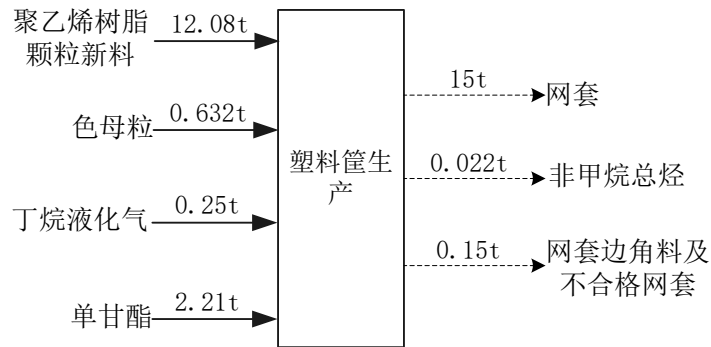 聚乙烯树脂
颗粒新料
12.08t
色母粒
0.632t
丁烷液化气
0.25t
单甘酯
2.21t
塑料筐生
产
15t
网套
0.022t
非甲烷总烃
0.15t
网套边角料及
不合格网套